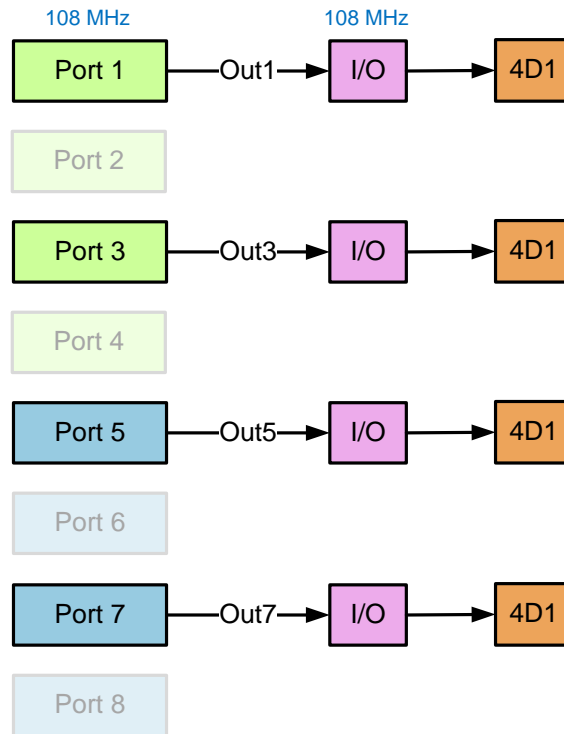 108 MHz 108 MHz
Port 1 Out1 I/O 4D1
Port 2
Port 3 Out3 I/O 4D1
Port 4
Port 5 Out5 I/O 4D1
Port 6
Port 7 Out7 I/O 4D1
Port 8